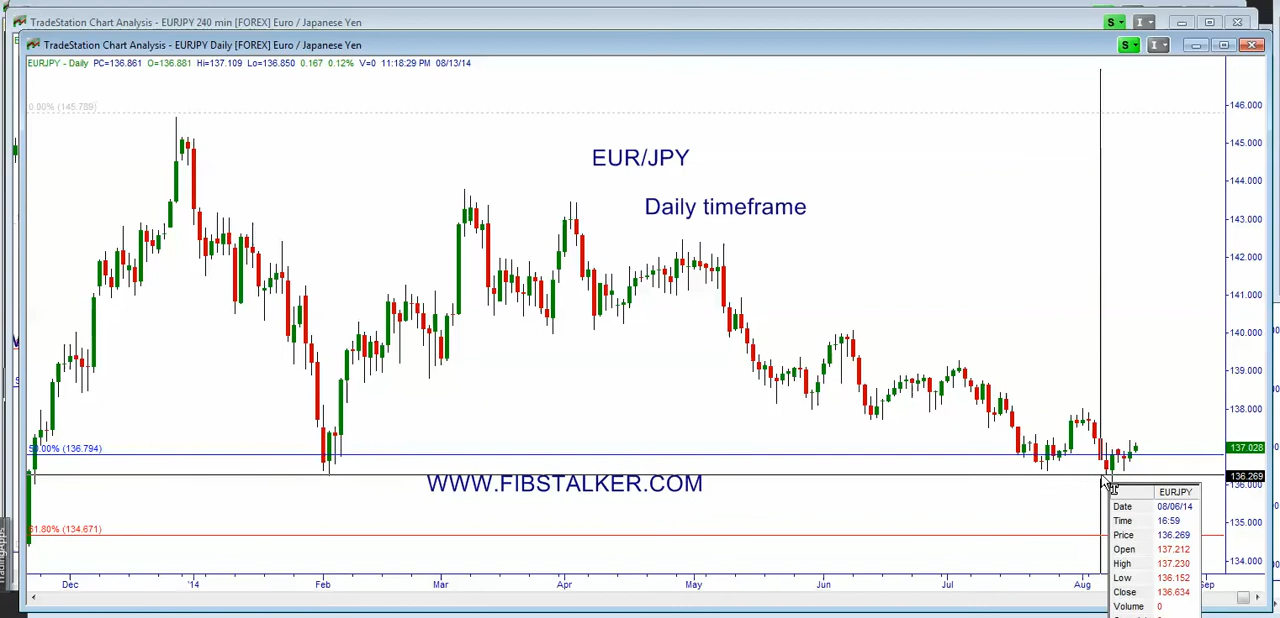 TradeStation Chart Analysis - EURJPY 240 min [FOREX] Euro / Japanese Yen
S I
TradeStation Chart Analysis - EURJPY Daily [FOREX] Euro / Japanese Yen
S I
EURJPY - Daily PC=136.861 O=136.881 Hi=137.109 Lo=136.850 0.167 0.12% V=0 11:18:29 PM 08/13/14
0.00% (145.789)
146.000
145.000
EUR/JPY
144.000
Daily timeframe
143.000
142.000
141.000
140.000
139.000
138.000
50.00% (136.794)
137.028
136.269
136.000
WWW.FIBSTALKER.COM
EURJPY
Date 08/06/14
Time 16:59
Price 136.269
Open 137.212
High 137.230
Low 136.152
Close 136.634
Volume 0
135.000
61.80% (134.671)
134.000
Dec '14 Feb Mar Apr May Jun Jul Aug Sep